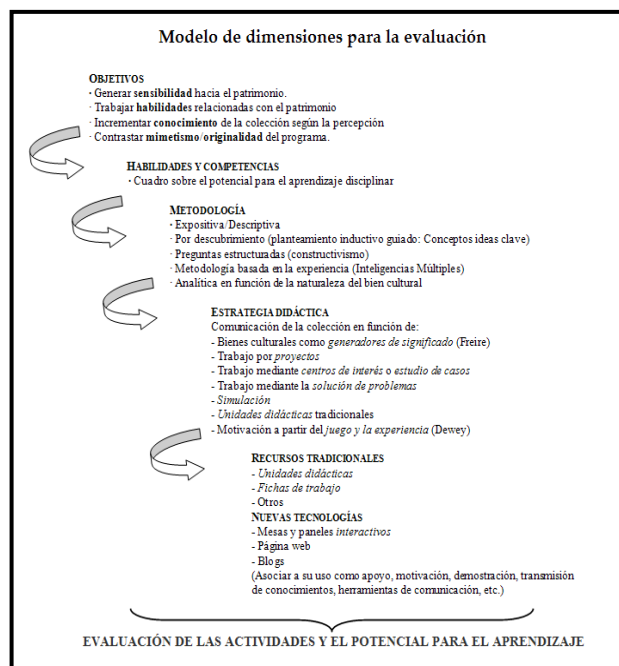 Modelo de dimensiones para la evaluación
OBJETIVOS
· Generar sensibilidad hacia el patrimonio.
· Trabajar habilidades relacionadas con el patrimonio
· Incrementar conocimiento de la colección según la percepción
· Contrastar mimetismo/originalidad del programa.
HABILIDADES Y COMPETENCIAS
· Cuadro sobre el potencial para el aprendizaje disciplinar
METODOLOGÍA
· Expositiva/Descriptiva
· Por descubrimiento (planteamiento inductivo guiado: Conceptos ideas clave)
· Preguntas estructuradas (constructivismo)
· Metodología basada en la experiencia (Inteligencias Múltiples)
· Analítica en función de la naturaleza del bien cultural
ESTRATEGIA DIDÁCTICA
Comunicación de la colección en función de:
- Bienes culturales como generadores de significado (Freire)
- Trabajo por proyectos
- Trabajo mediante centros de interés o estudio de casos
- Trabajo mediante la solución de problemas
- Simulación
- Unidades didácticas tradicionales
- Motivación a partir del juego y la experiencia (Dewey)
RECURSOS TRADICIONALES
- Unidades didácticas
- Fichas de trabajo
- Otros
NUEVAS TECNOLOGÍAS
- Mesas y paneles interactivos
- Página web
- Blogs
(Asociar a su uso como apoyo, motivación, demostración, transmisión
de conocimientos, herramientas de comunicación, etc.)
EVALUACIÓN DE LAS ACTIVIDADES Y EL POTENCIAL PARA EL APRENDIZAJE